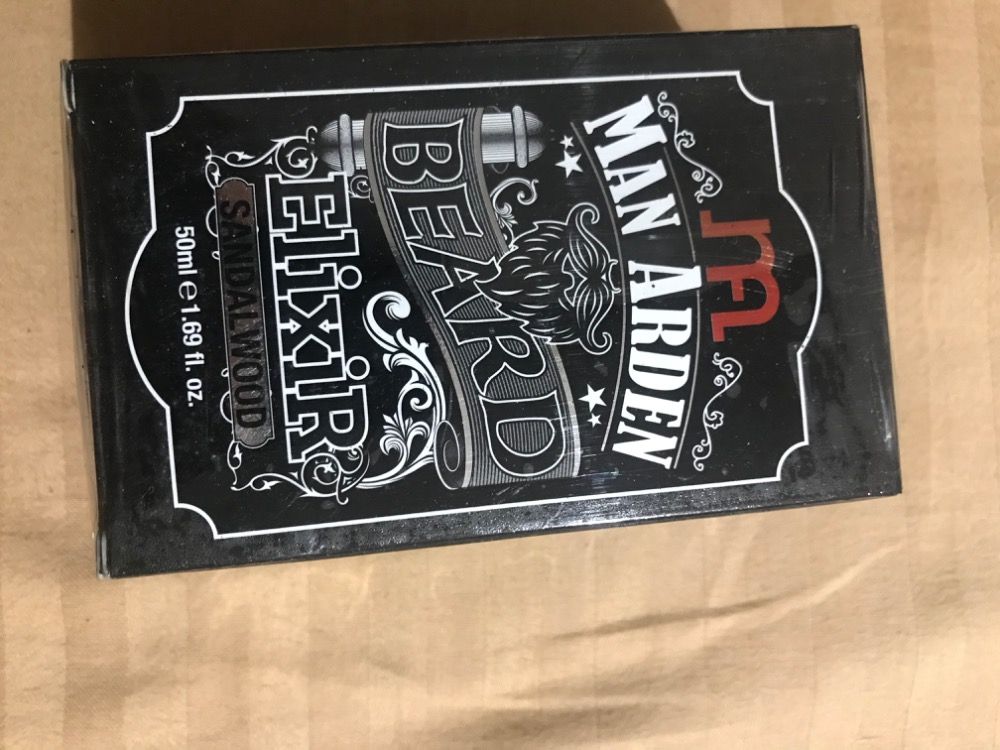 MAN ARDEN
BEARD
ELiXiR
SANDALWOOD
50ml ℮ 1.69 fl. oz.